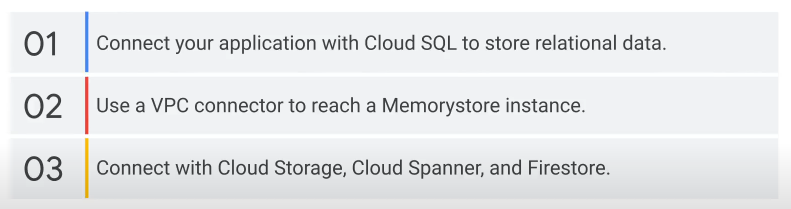 01 Connect your application with Cloud SQL to store relational data.
02 Use a VPC connector to reach a Memorystore instance.
03 Connect with Cloud Storage, Cloud Spanner, and Firestore.